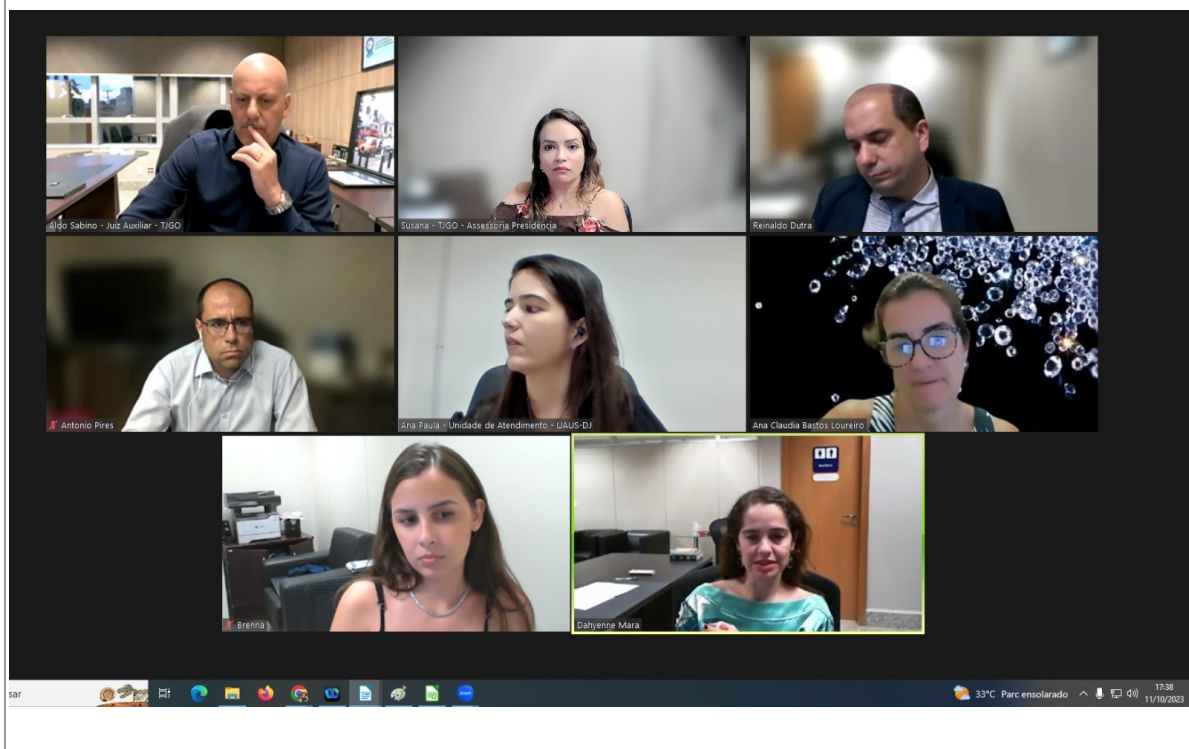 Aldo Sabino - Juiz Auxiliar - TJGO
Susana - TJGO - Assessoria Presidência
Reinaldo Dutra
Antonio Pires
Ana Paula - Unidade de Atendimento - UAUS-DJ
Ana Claudia Bastos Loureiro
Brenna
Dahyenne Mara
sar
33°C Parc ensolarado
17:38
11/10/2023